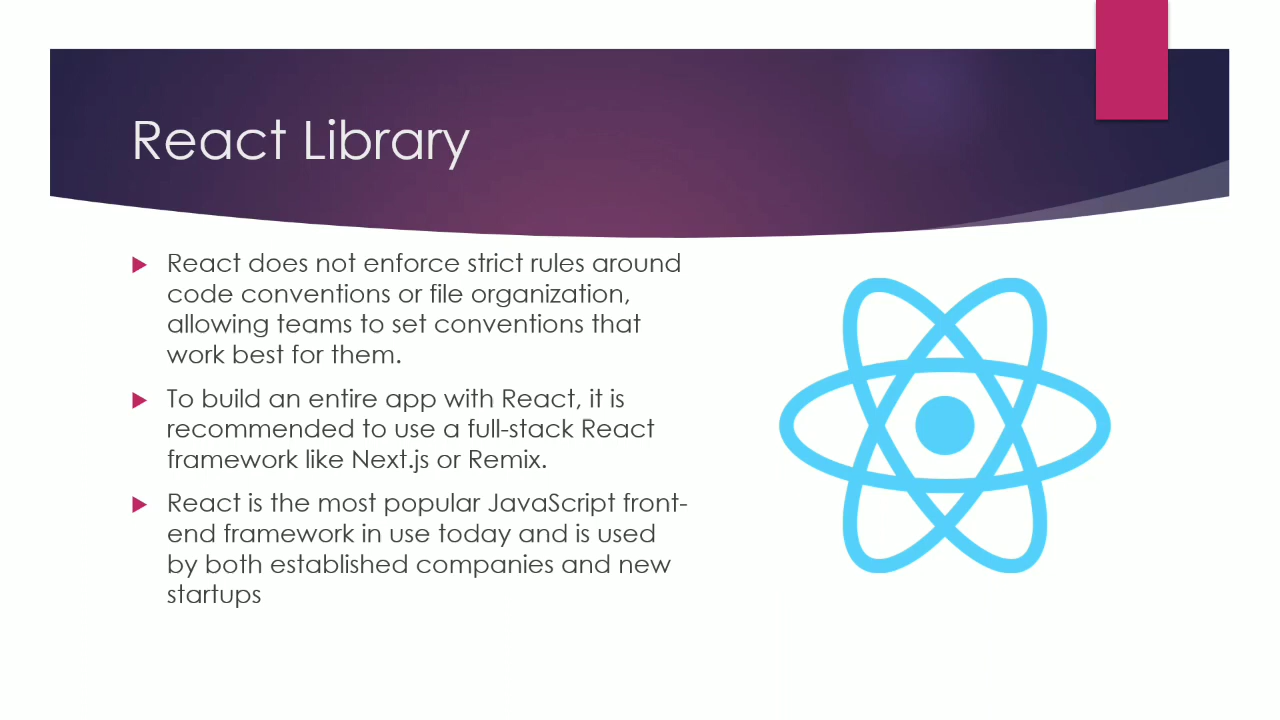 React Library
React does not enforce strict rules around
code conventions or file organization,
allowing teams to set conventions that
work best for them.
To build an entire app with React, it is
recommended to use a full-stack React
framework like Next.js or Remix.
React is the most popular JavaScript front-
end framework in use today and is used
by both established companies and new
startups